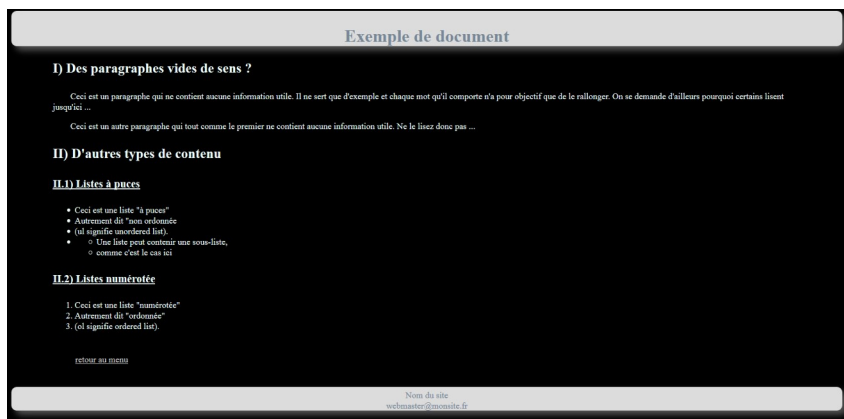 Exemple de document
I) Des paragraphes vides de sens ?
Ceci est un paragraphe qui ne contient aucune information utile. Il ne sert que d'exemple et chaque mot qu'il comporte n'a pour objectif que de le rallonger. On se demande d'ailleurs pourquoi certains lisent
jusqu'ici ...
Ceci est un autre paragraphe qui tout comme le premier ne contient aucune information utile. Ne le lisez donc pas ...
II) D'autres types de contenu
II.1) Listes à puces
• Ceci est une liste "à puces"
• Autrement dit "non ordonnée
• (ul signifie unordered list).
• ○ Une liste peut contenir une sous-liste,
○ comme c'est le cas ici
II.2) Listes numérotée
1. Ceci est une liste "numérotée"
2. Autrement dit "ordonnée"
3. (ol signifie ordered list).
retour au menu
Nom du site
webmaster@monsite.fr